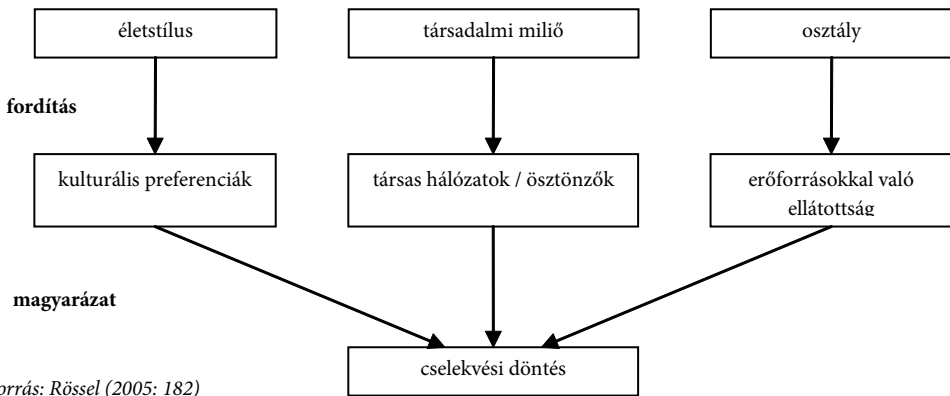 életstílus
társadalmi miliő
osztály
fordítás
kulturális preferenciák
társas hálózatok / ösztönzők
erőforrásokkal való
ellátottság
magyarázat
cselekvési döntés
orrás: Rössel (2005: 182)